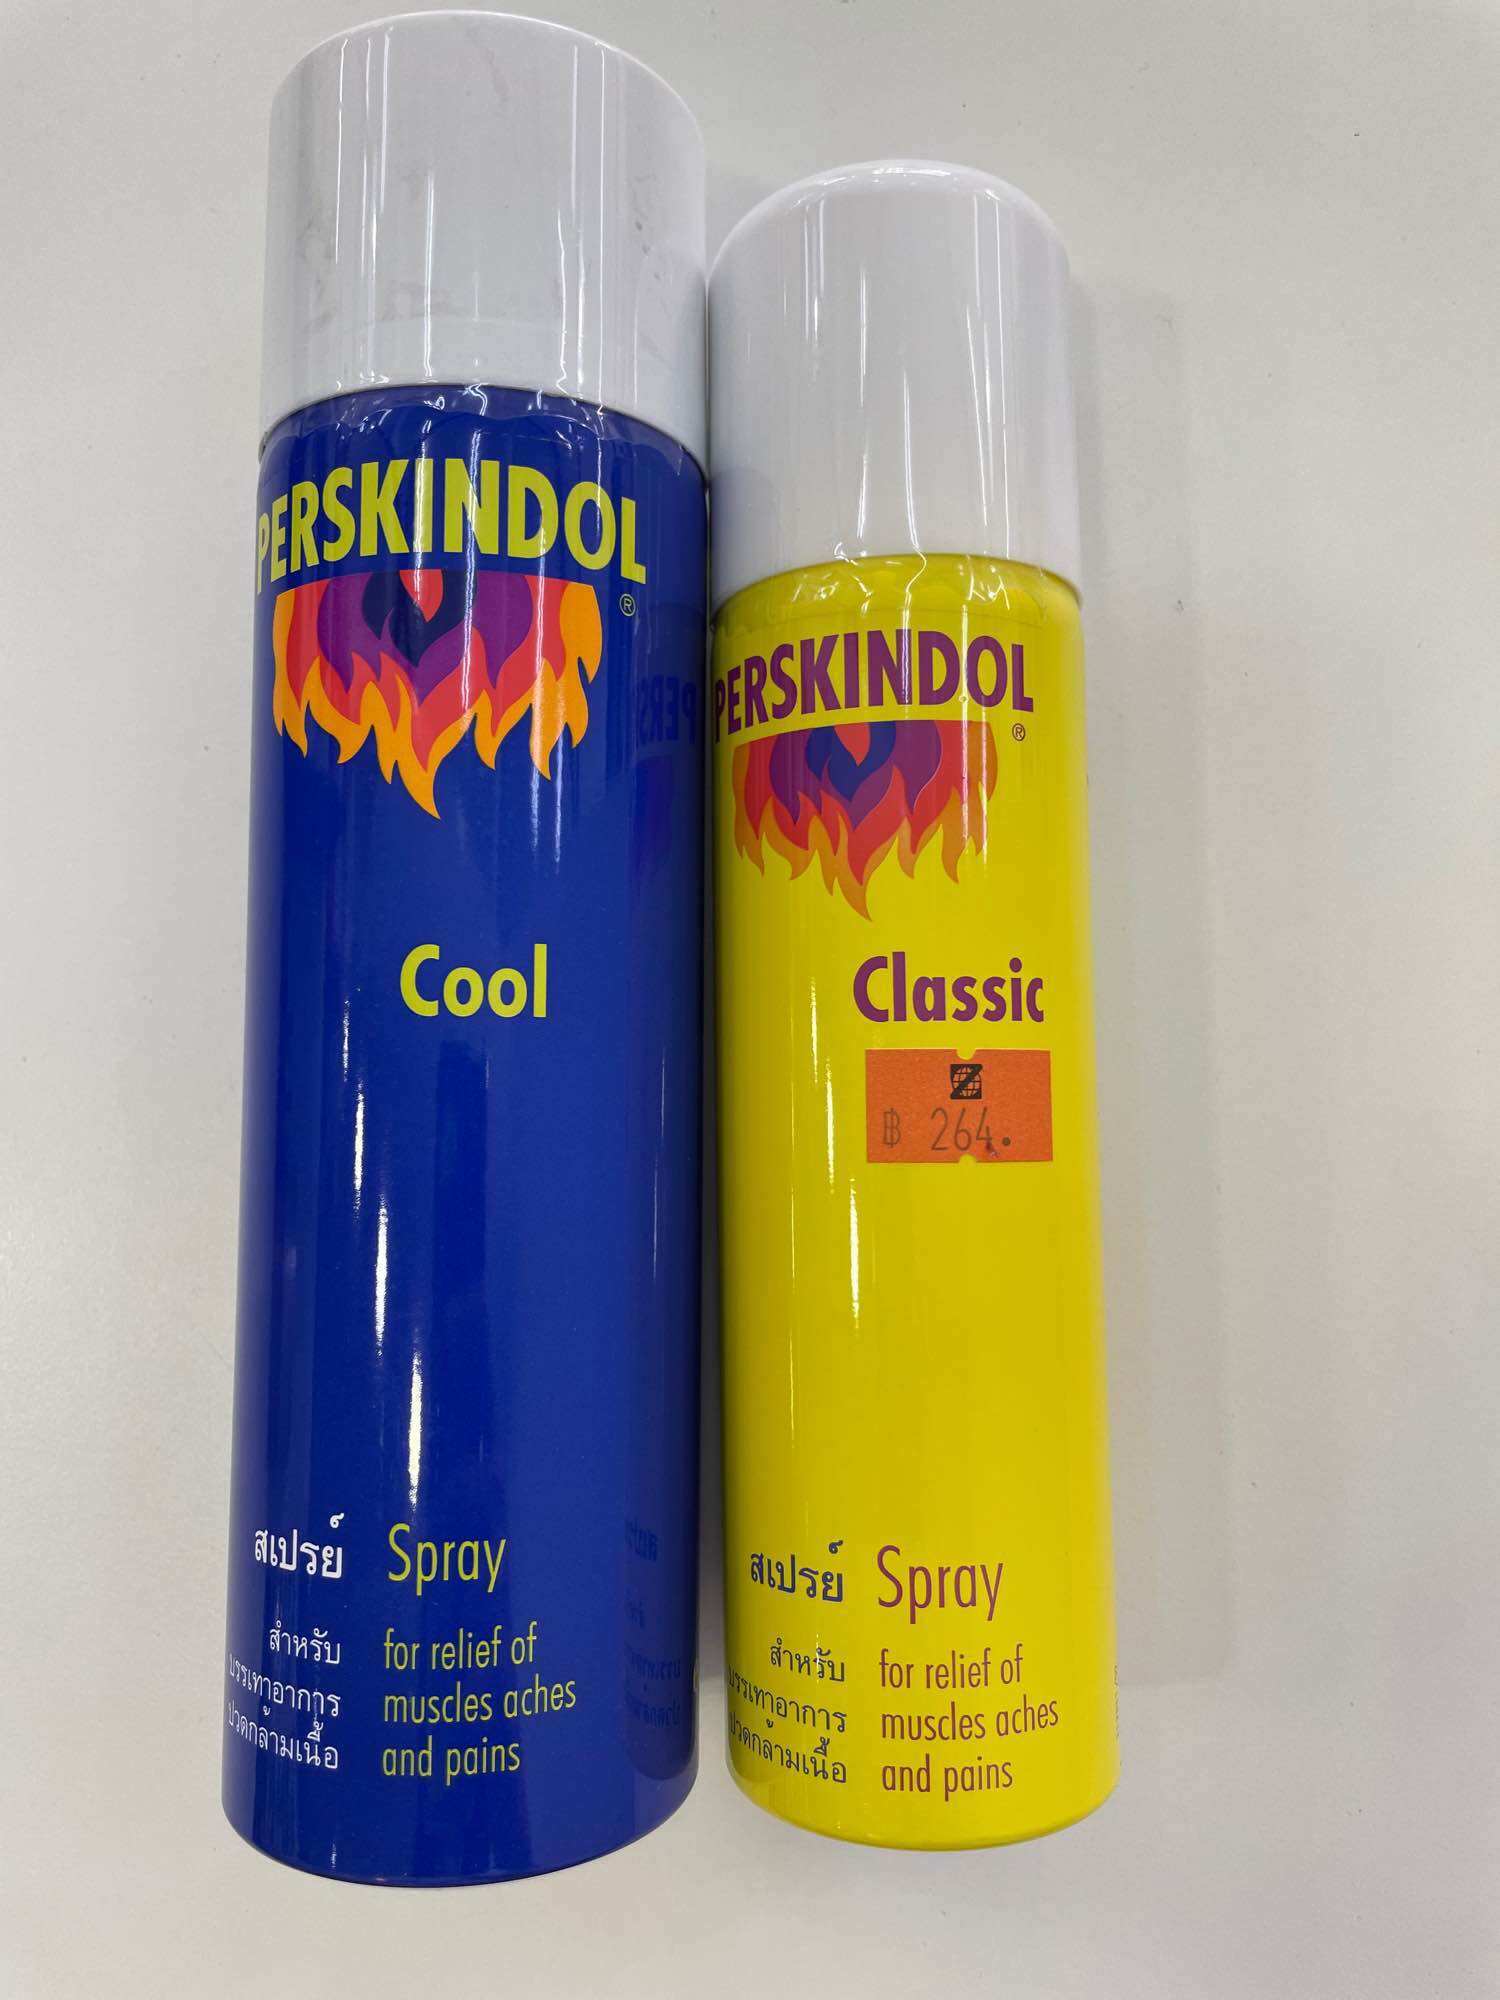 PERSKINDOL
®
Cool
สเปรย์ Spray
สำหรับ
บรรเทาอาการ
ปวดกล้ามเนื้อ
for relief of
muscles aches
and pains
PERSKINDOL
®
Classic
Z
฿ 264.
สเปรย์ Spray
สำหรับ
บรรเทาอาการ
ปวดกล้ามเนื้อ
for relief of
muscles aches
and pains